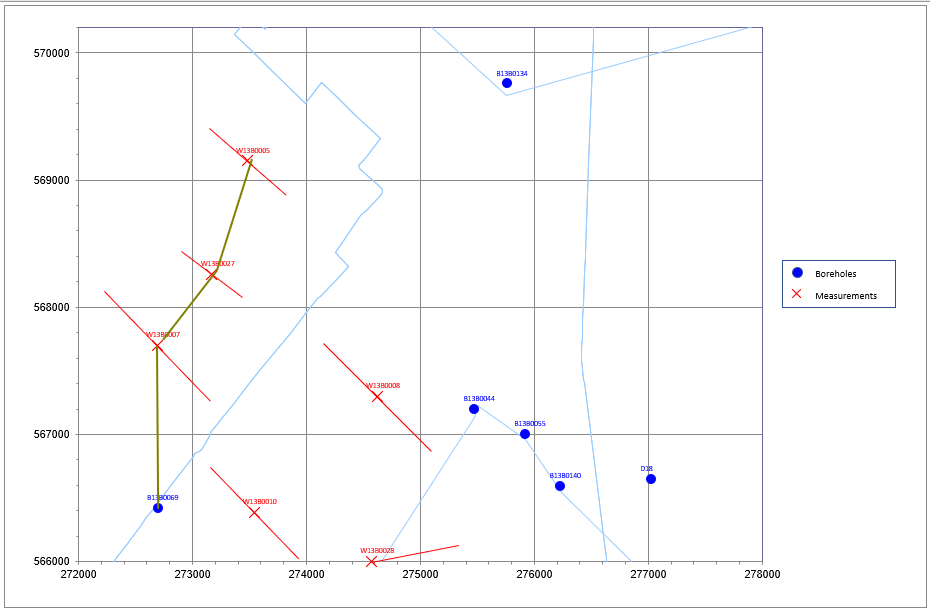 570000
B13B0134
W13B0005
569000
W13B0027
Boreholes
Measurements
568000
W13B0007
W13B0008
B13B0044
B13B0055
567000
D18
B13B0140
B13B0069
W13B0010
W13B0028
566000
272000 273000 274000 275000 276000 277000 278000